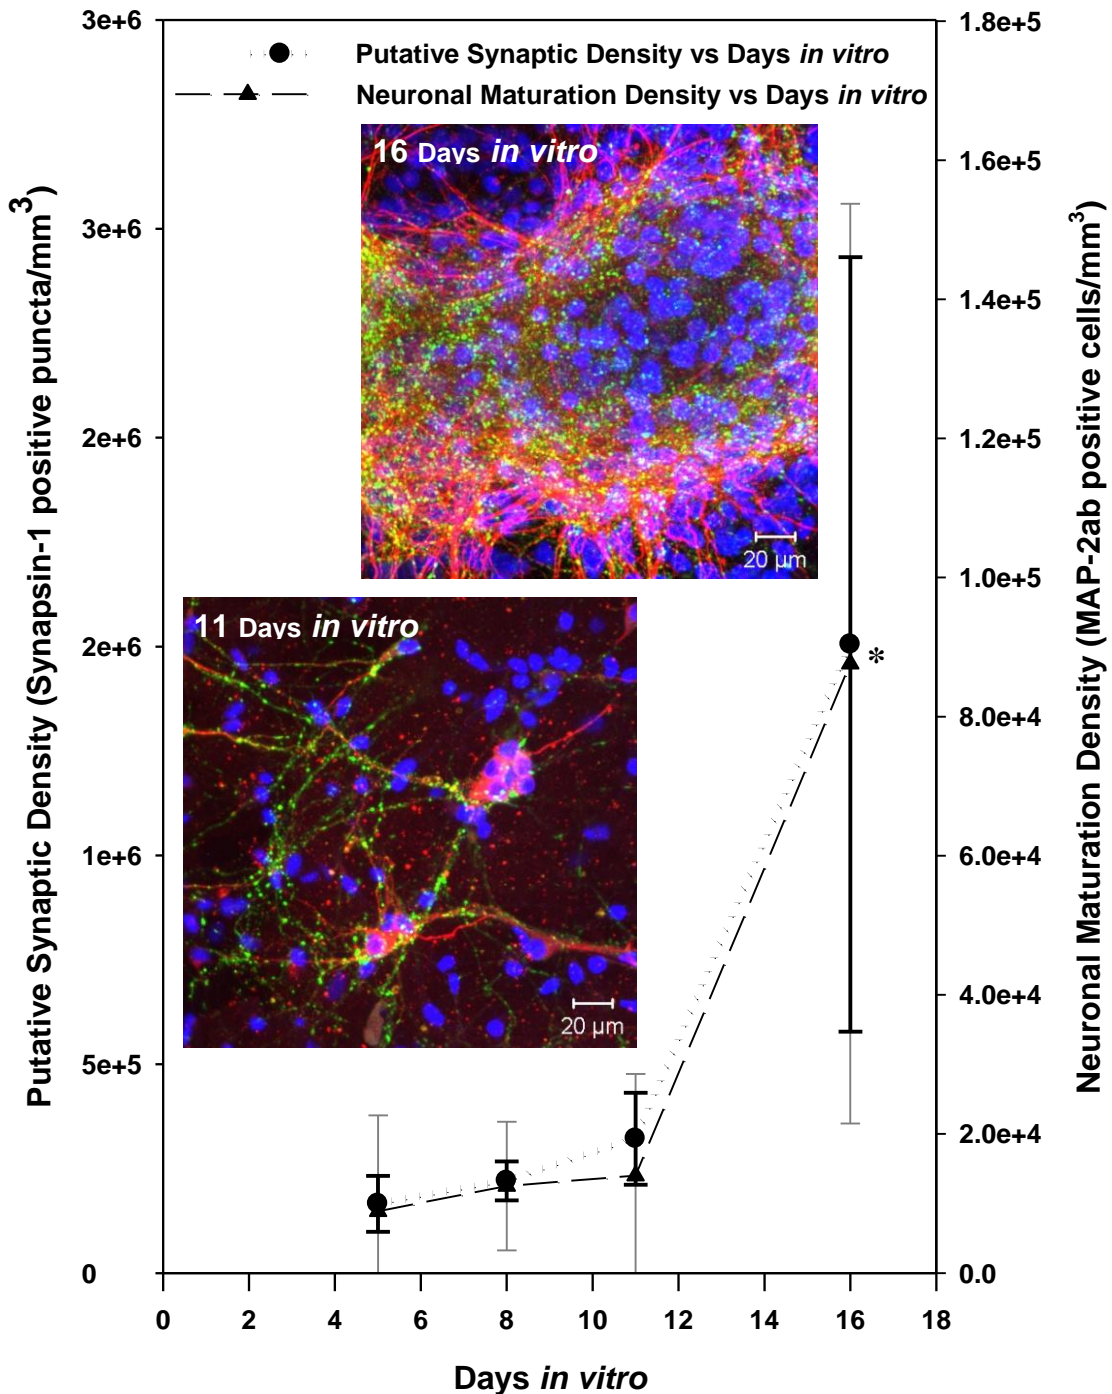 Putative Synaptic Density vs Days in vitro
Neuronal Maturation Density vs Days in vitro
Putative Synaptic Density (Synapsin-1 positive puncta/mm³)
3e+6
3e+6
2e+6
2e+6
1e+6
5e+5
0
16 Days in vitro
20 µm
11 Days in vitro
20 µm
*
1.8e+5
1.6e+5
1.4e+5
1.2e+5
1.0e+5
8.0e+4
6.0e+4
4.0e+4
2.0e+4
0.0
Neuronal Maturation Density (MAP-2ab positive cells/mm³)
0 2 4 6 8 10 12 14 16 18
Days in vitro